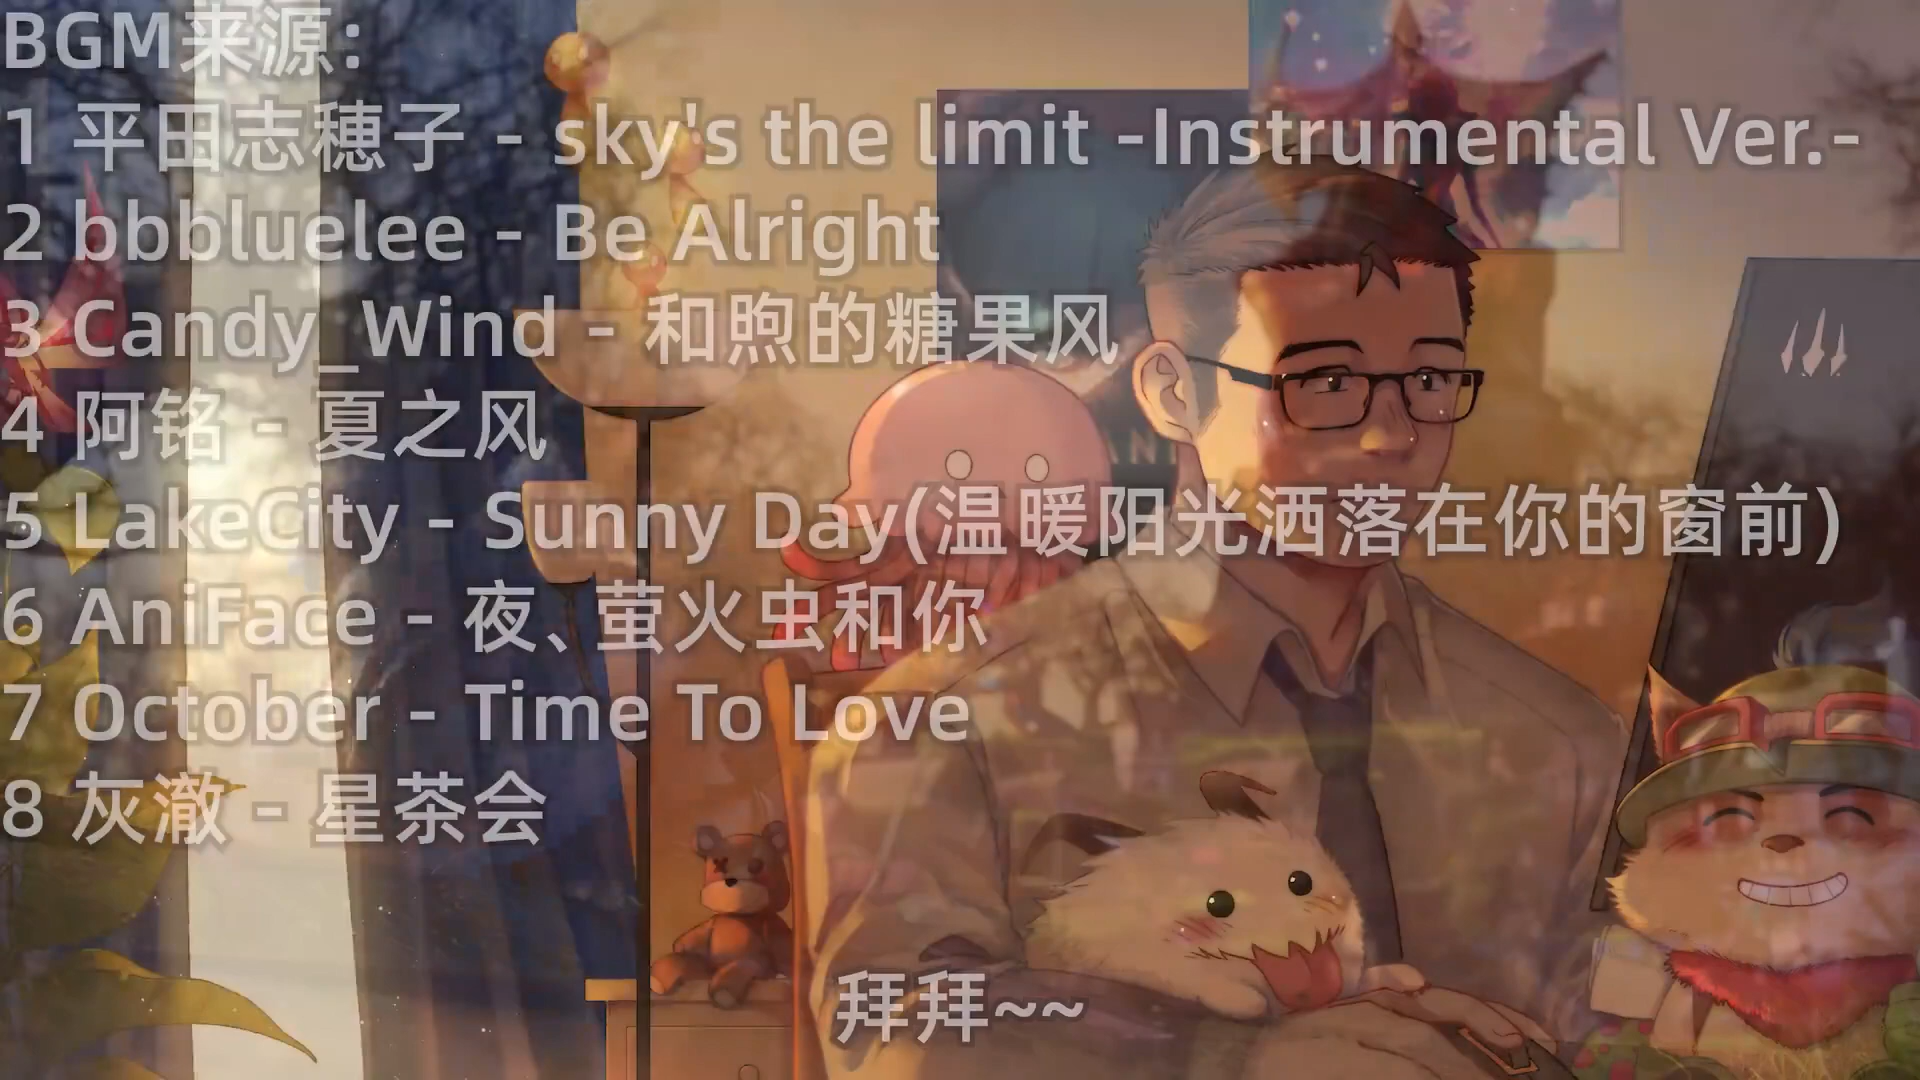 BGM来源：
1 平田志穂子 - sky's the limit -Instrumental Ver.-
2 bbbluelee - Be Alright
3 Candy_Wind - 和煦的糖果风
4 阿铭 - 夏之风
5 LakeCity - Sunny Day(温暖阳光洒落在你的窗前)
6 AniFace - 夜、萤火虫和你
7 October - Time To Love
8 灰澈 - 星茶会
拜拜~~